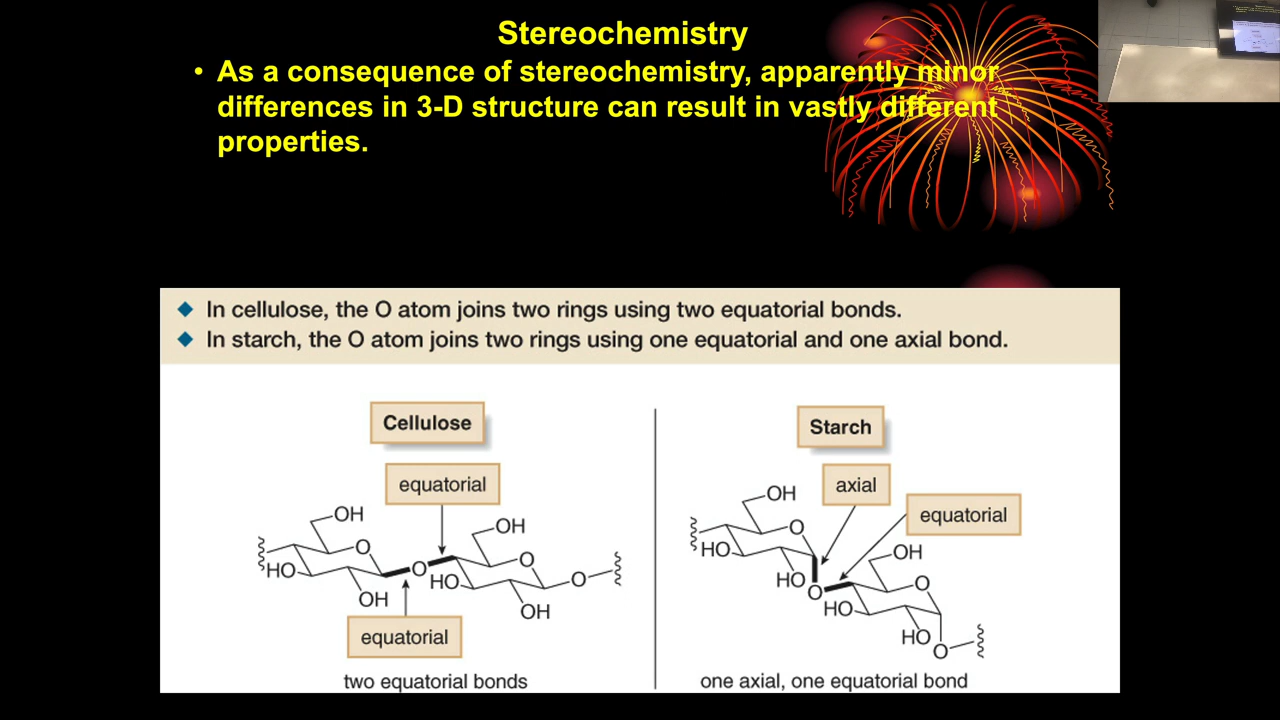 Stereochemistry
• As a consequence of stereochemistry, apparently minor
differences in 3-D structure can result in vastly different
properties.
◆ In cellulose, the O atom joins two rings using two equatorial bonds.
◆ In starch, the O atom joins two rings using one equatorial and one axial bond.
Cellulose
equatorial
OH
OH
O
O
HO
O
HO
O
OH
OH
equatorial
two equatorial bonds
Starch
axial
equatorial
OH
O
HO
OH
HO
O
O
HO
HO
O
one axial, one equatorial bond